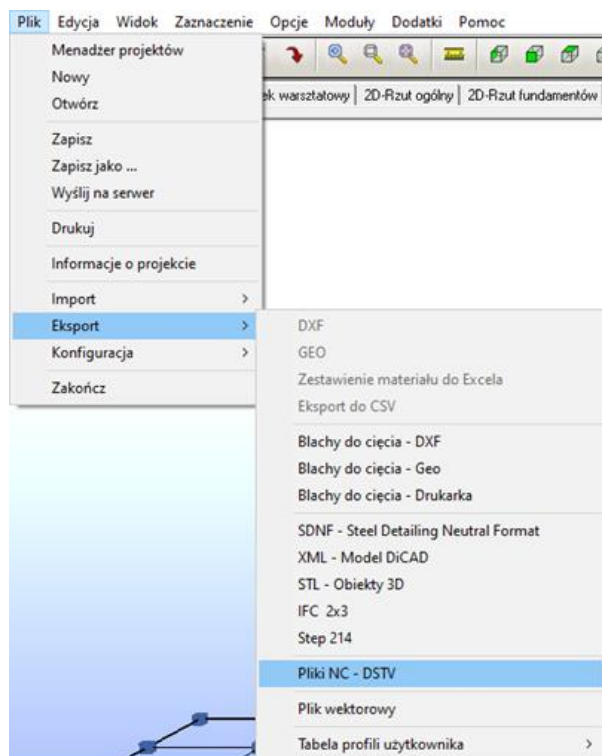 Plik Edycja Widok Zaznaczenie Opcje Moduły Dodatki Pomoc
Menadżer projektów
Nowy
Otwórz
warsztatowy 2D-Rzut ogólny 2D-Rzut fundamentów
Zapisz
Zapisz jako ...
Wyślij na serwer
Drukuj
Informacje o projekcie
Import >
Eksport >
Konfiguracja >
Zakończ
DXF
GEO
Zestawienie materiału do Excela
Eksport do CSV
Blachy do cięcia - DXF
Blachy do cięcia - Geo
Blachy do cięcia - Drukarka
SDNF - Steel Detailing Neutral Format
XML - Model DiCAD
STL - Obiekty 3D
IFC 2x3
Step 214
Pliki NC - DSTV
Plik wektorowy
Tabela profili użytkownika >